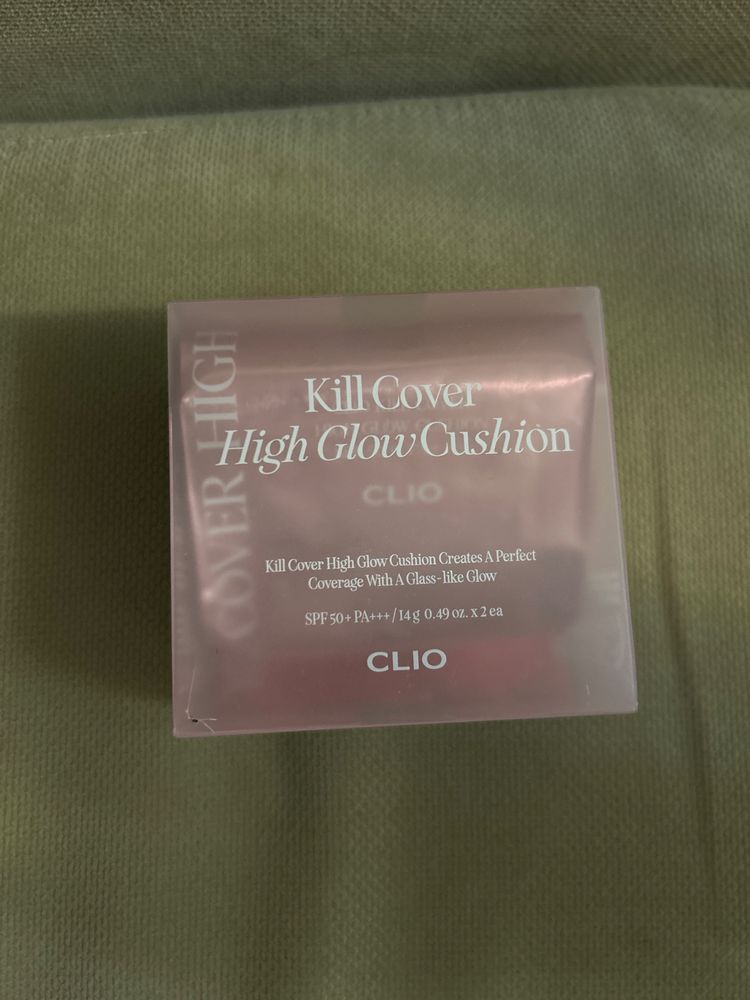 Kill Cover
High Glow Cushion
CLIO
Kill Cover High Glow Cushion Creates A Perfect
Coverage With A Glass-like Glow
SPF 50+ PA+++ / 14 g 0.49 oz. x 2 ea
CLIO
COVER HIGH